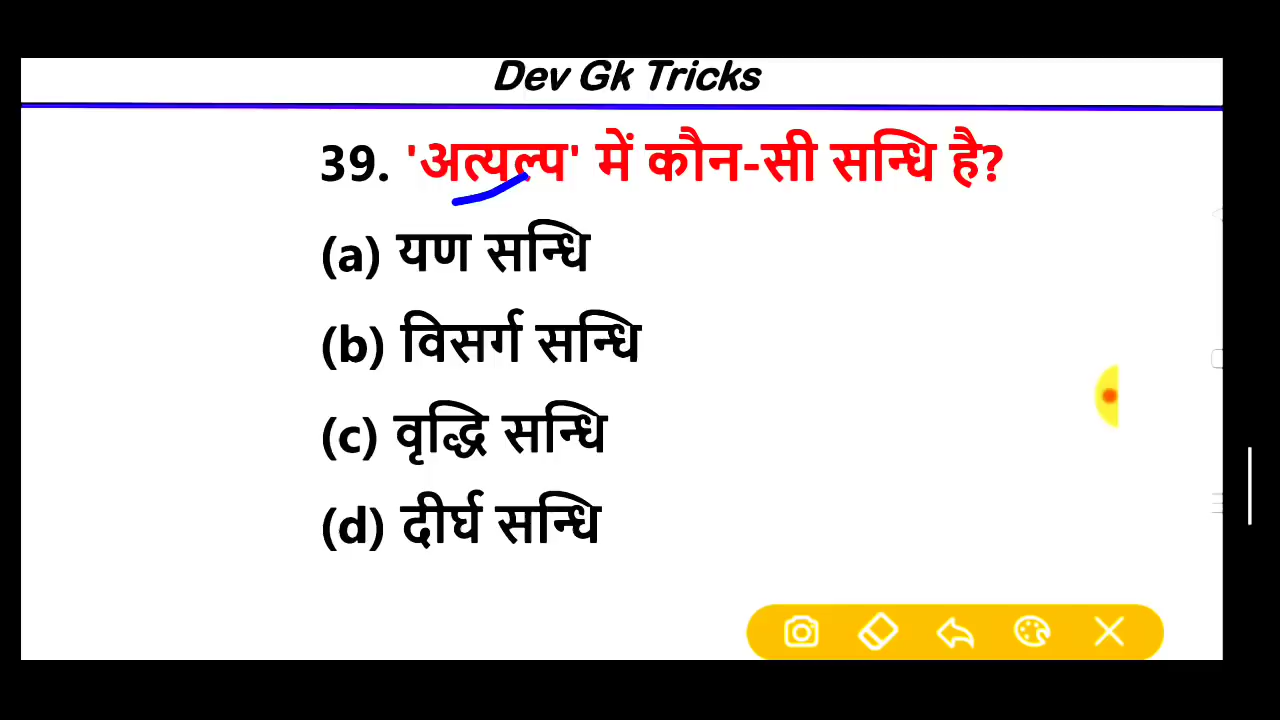 Dev Gk Tricks
39. 'अत्यल्प' में कौन-सी सन्धि है?
(a) यण सन्धि
(b) विसर्ग सन्धि
(c) वृद्धि सन्धि
(d) दीर्घ सन्धि